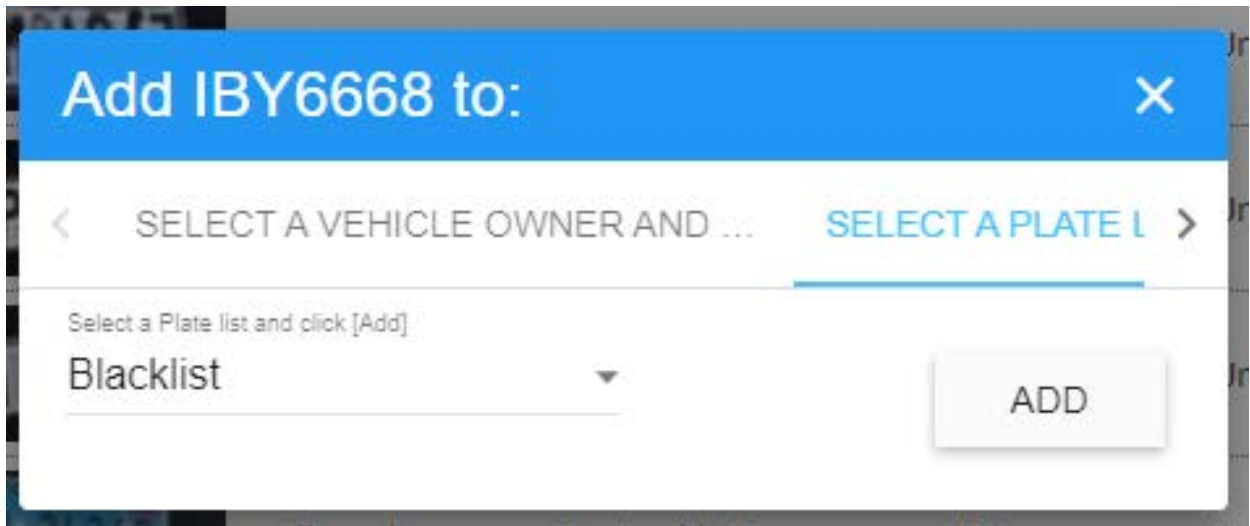 Add IBY6668 to:
SELECT A VEHICLE OWNER AND ... SELECT A PLATE L
Select a Plate list and click [Add]
Blacklist
ADD